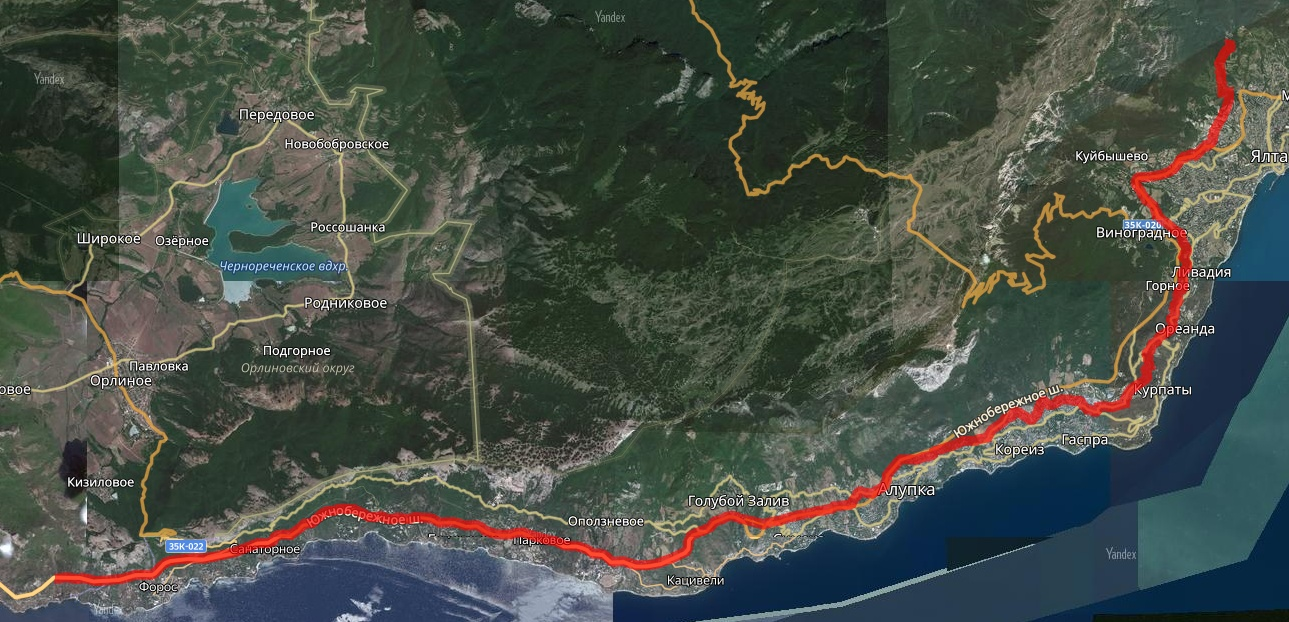 Yandex
Yandex
Передовое
Новобобровское
Куйбышево
Ялта
Россошанка
35К-020
Виноградное
Широкое
Озёрное
Чернореченское вдхр.
Ливадия
Горное
Родниковое
Ореанда
Подгорное
Павловка
Орлиновский округ
Орлиное
овое
Курпаты
Южнобережное ш.
Гаспра
Кореиз
Кизиловое
Алупка
Голубой Залив
Южнобережное ш.
Оползневое
Парковое
35К-022
Санаторное
Yandex
Кацивели
Форос
Yandex